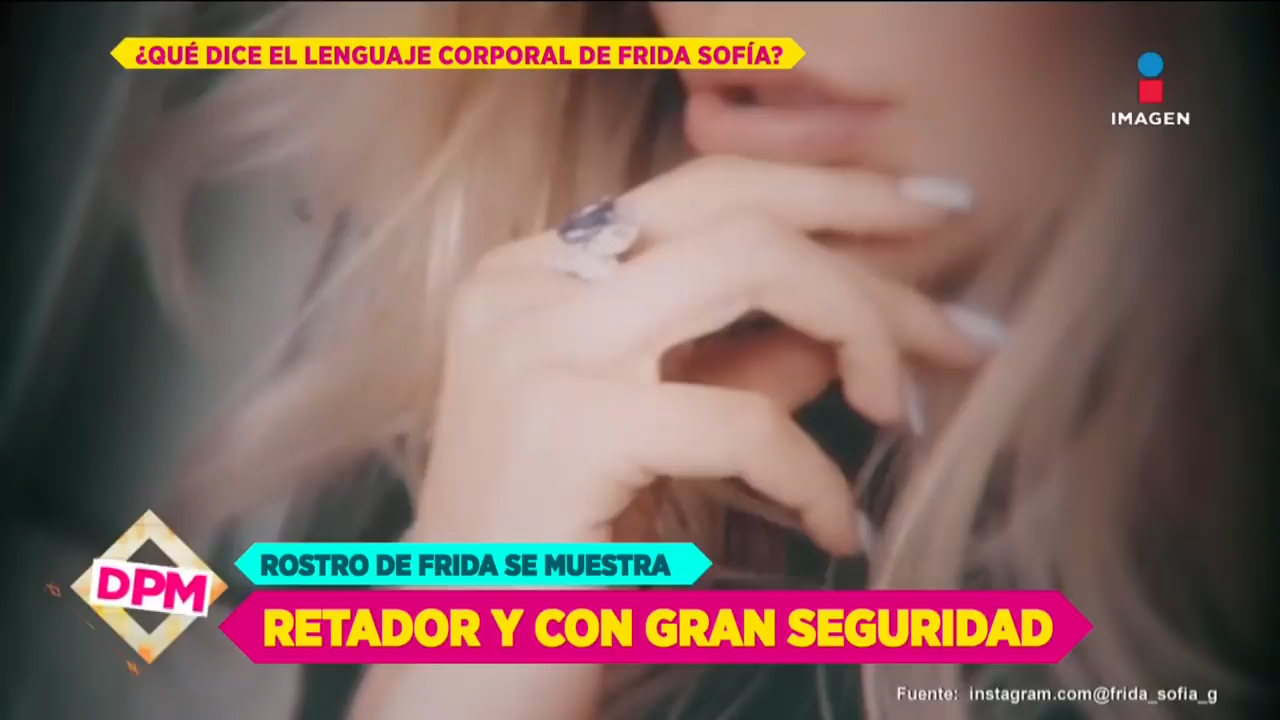 ¿QUÉ DICE EL LENGUAJE CORPORAL DE FRIDA SOFÍA?
IMAGEN
ROSTRO DE FRIDA SE MUESTRA
DPM
RETADOR Y CON GRAN SEGURIDAD
Fuente: instagram.com@frida_sofia_g